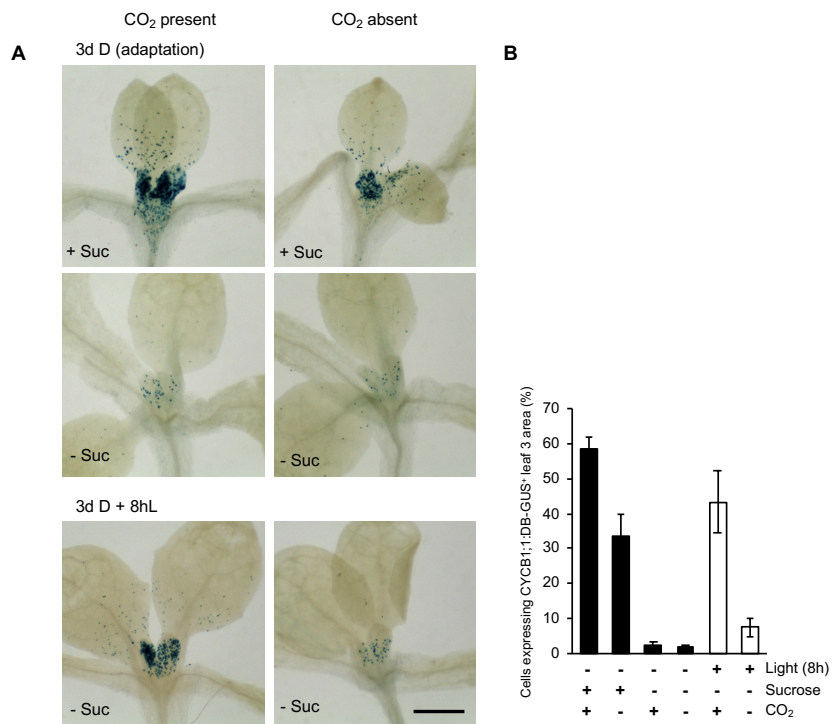 CO₂ present
CO₂ absent
3d D (adaptation)
A
B
+ Suc
+ Suc
- Suc
- Suc
3d D + 8hL
- Suc
- Suc
Cells expressing CYCB1;1:DB-GUS⁺ leaf 3 area (%)
70
60
50
40
30
20
10
0
- - - - + + Light (8h)
+ + - - - - Sucrose
+ - + - + - CO₂